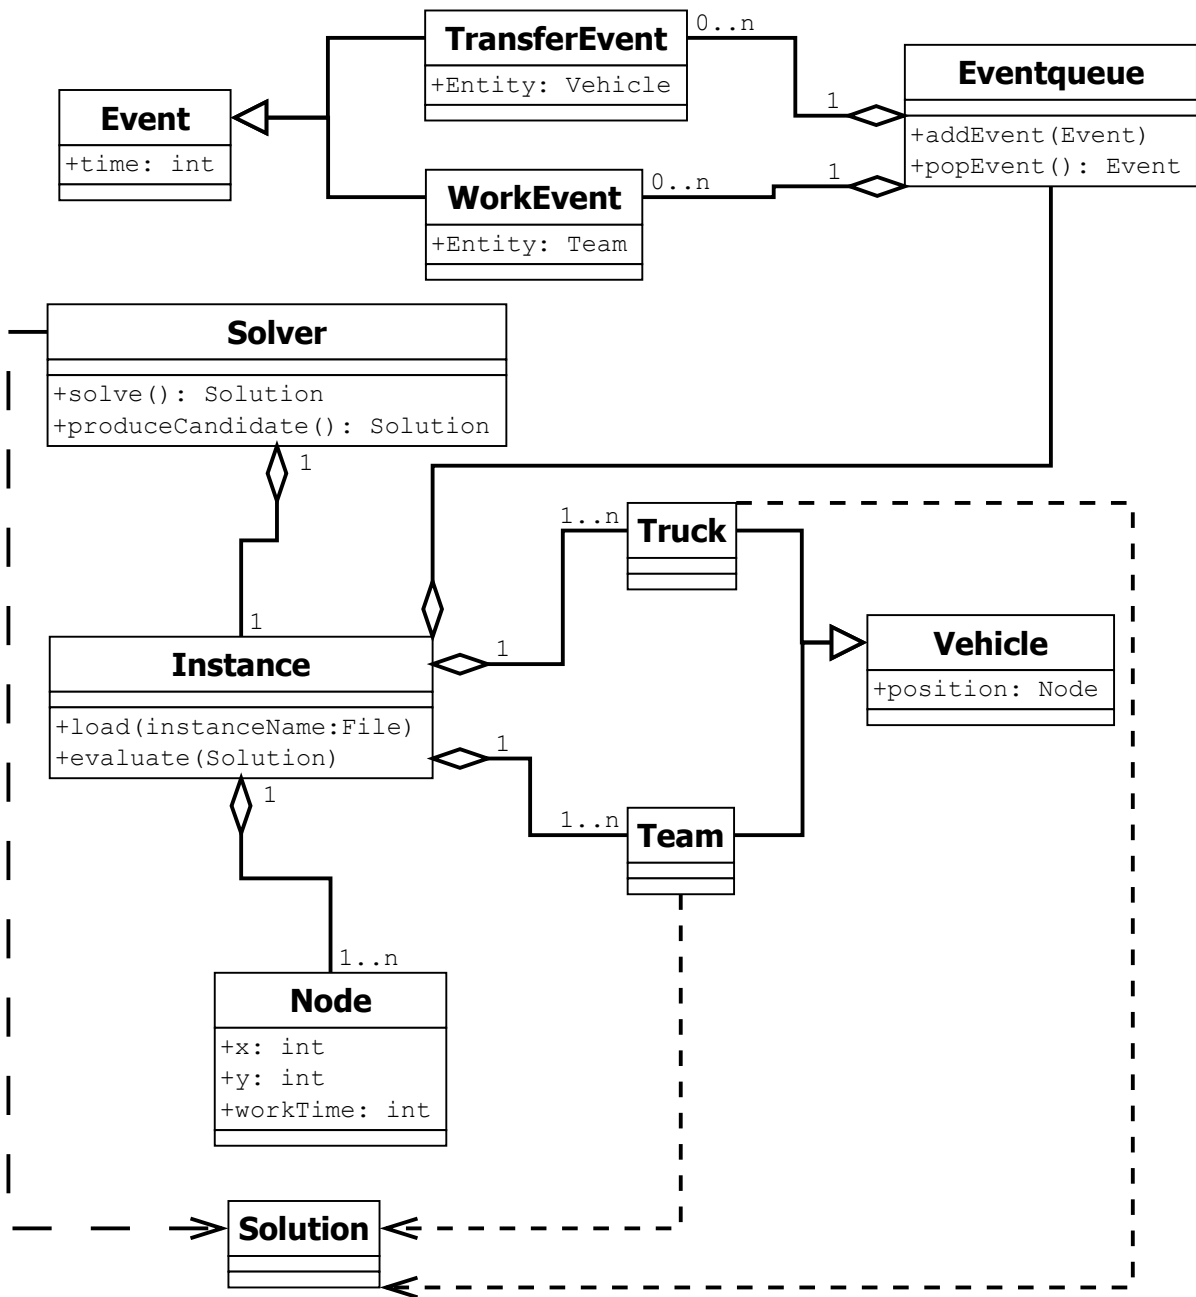 TransferEvent
+Entity: Vehicle
0..n
1
Eventqueue
+addEvent(Event)
+popEvent(): Event
Event
+time: int
WorkEvent
+Entity: Team
0..n
1
Solver
+solve(): Solution
+produceCandidate(): Solution
1
1
Instance
+load(instanceName:File)
+evaluate(Solution)
1
1..n
Truck
Vehicle
+position: Node
1
1..n
Team
1
1..n
Node
+x: int
+y: int
+workTime: int
Solution